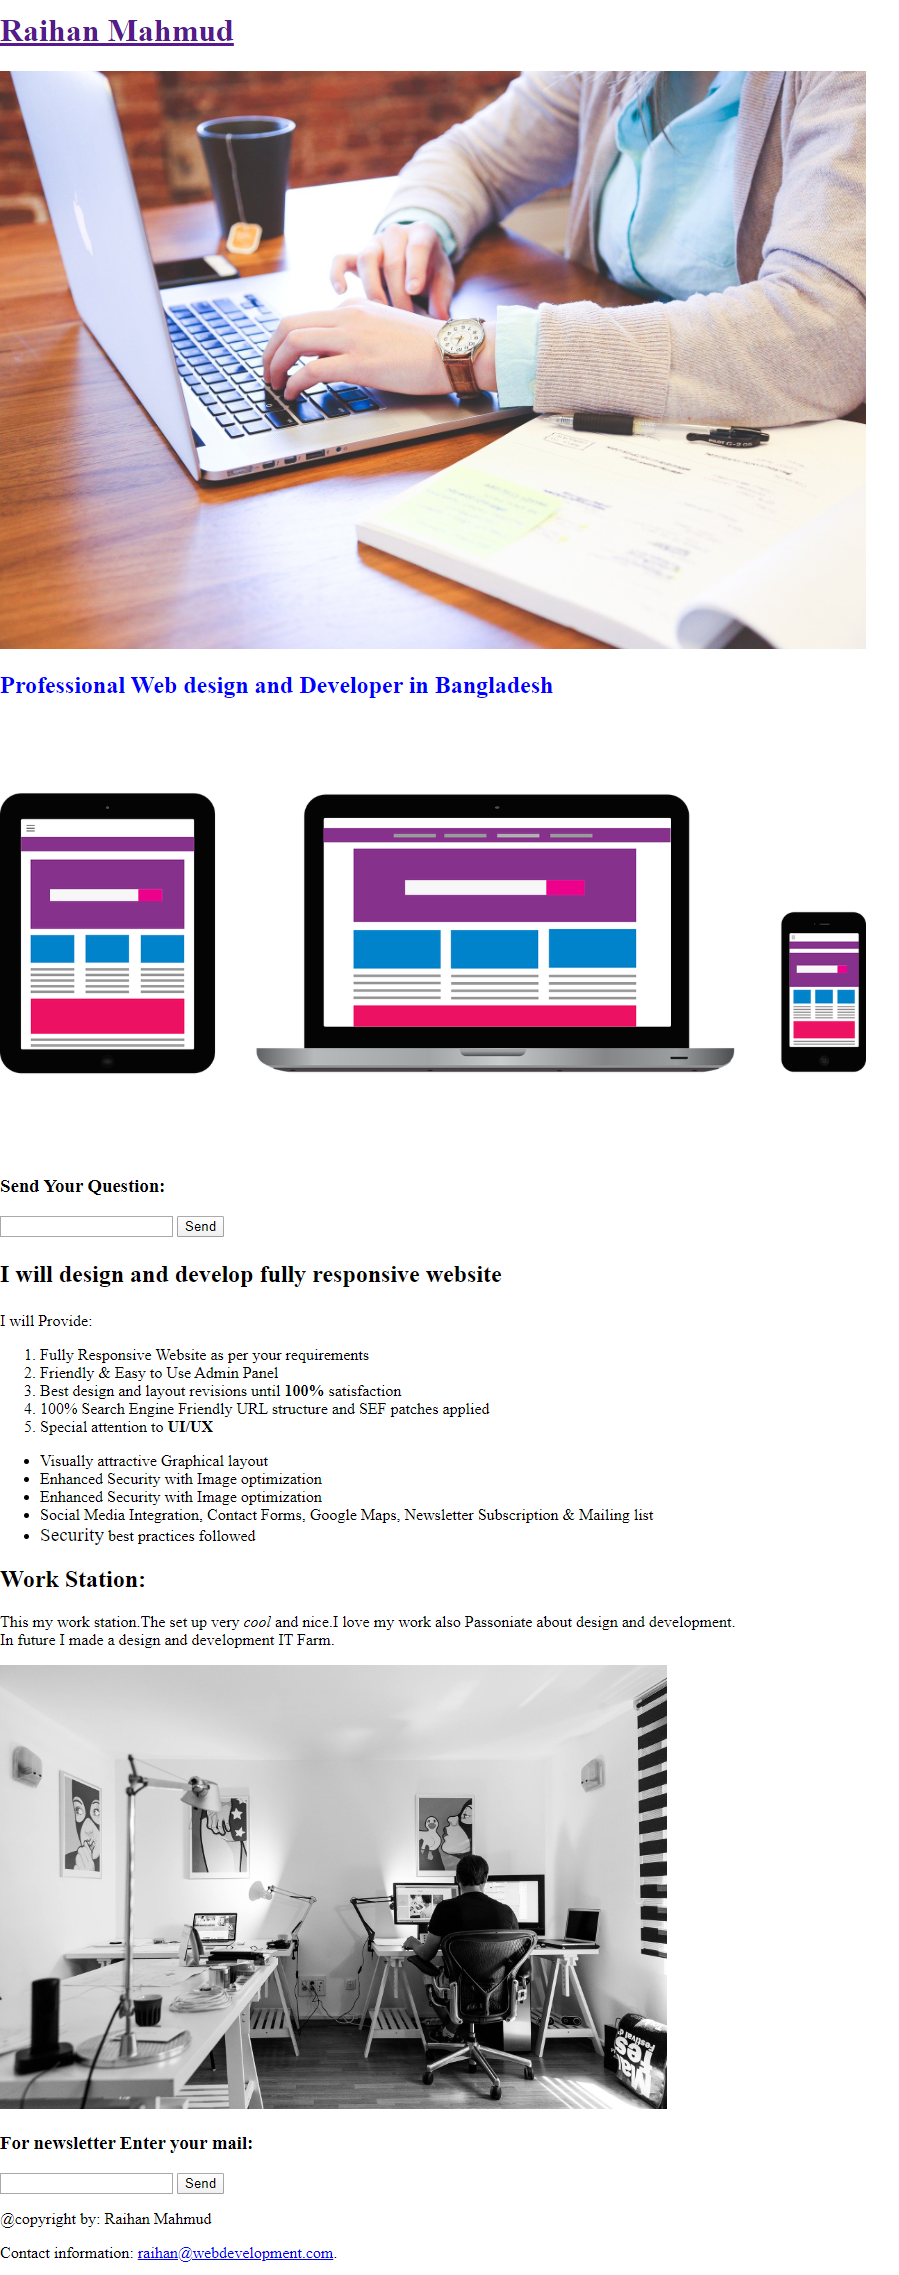 Raihan Mahmud
Professional Web design and Developer in Bangladesh
Send Your Question:
Send
I will design and develop fully responsive website
I will Provide:
1. Fully Responsive Website as per your requirements
2. Friendly & Easy to Use Admin Panel
3. Best design and layout revisions until 100% satisfaction
4. 100% Search Engine Friendly URL structure and SEF patches applied
5. Special attention to UI/UX
• Visually attractive Graphical layout
• Enhanced Security with Image optimization
• Enhanced Security with Image optimization
• Social Media Integration, Contact Forms, Google Maps, Newsletter Subscription & Mailing list
• Security best practices followed
Work Station:
This my work station.The set up very cool and nice.I love my work also Passoniate about design and development.
In future I made a design and development IT Farm.
For newsletter Enter your mail:
Send
@copyright by: Raihan Mahmud
Contact information: raihan@webdevelopment.com.